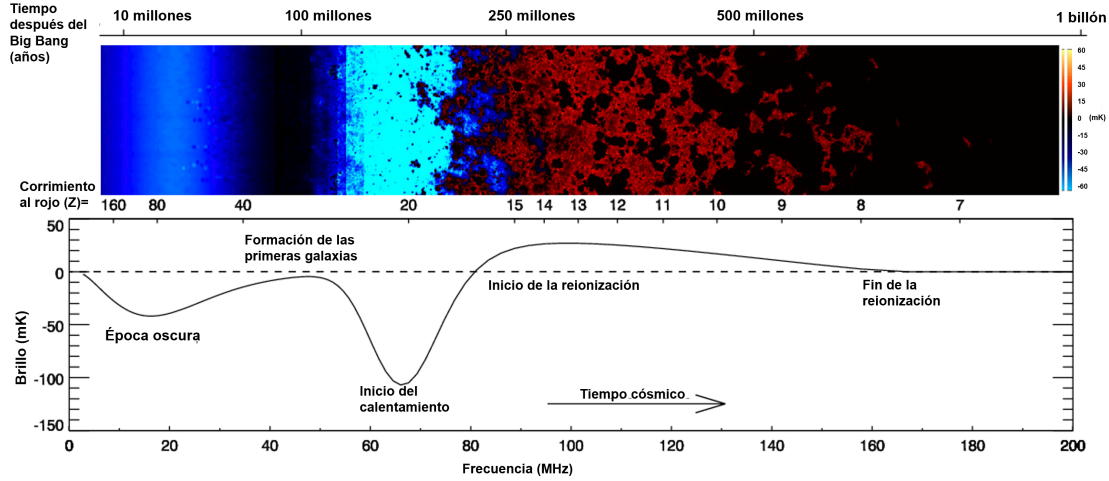 Tiempo
después del
Big Bang
(años)
10 millones 100 millones 250 millones 500 millones 1 billón
60
45
30
15
0 (mK)
-15
-30
-45
-60
Corrimiento
al rojo (Z)=
160 80 40 20 15 14 13 12 11 10 9 8 7
50
0
-50
-100
-150
Brillo (mK)
Formación de las
primeras galaxias
Época oscura
Inicio del
calentamiento
Inicio de la reionización
Fin de la
reionización
Tiempo cósmico
0 20 40 60 80 100 120 140 160 180 200
Frecuencia (MHz)